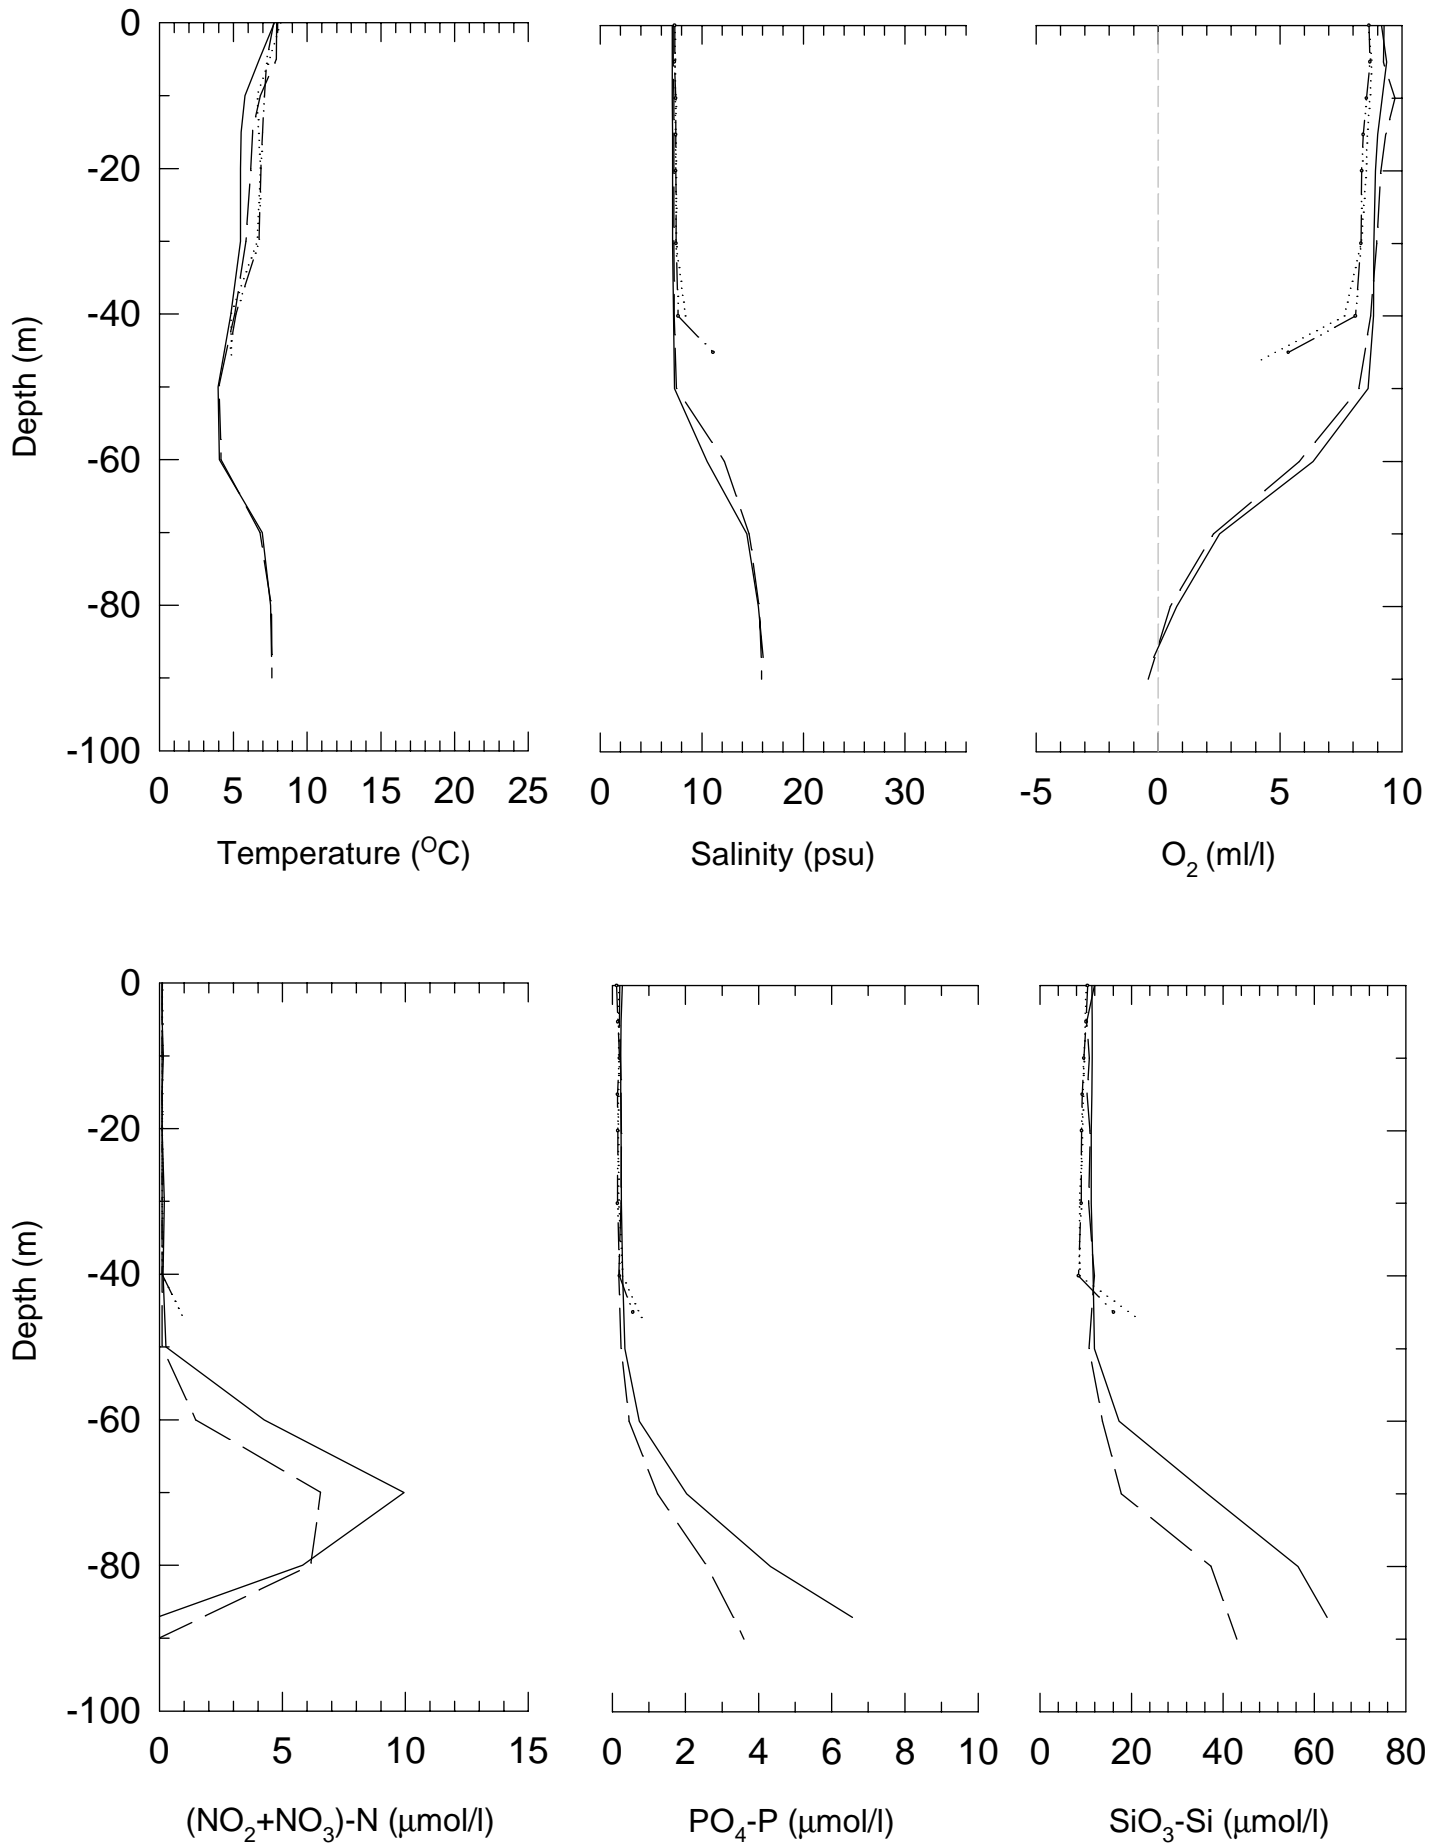 0
-20
-40
-60
-80
-100
Depth (m)
0 5 10 15 20 25
0 10 20 30
-5 0 5 10
Temperature (ᴼC)
Salinity (psu)
O₂ (ml/l)
0
-20
-40
-60
-80
-100
Depth (m)
0 5 10 15
0 2 4 6 8 10
0 20 40 60 80
(NO₂+NO₃)-N (μmol/l)
PO₄-P (μmol/l)
SiO₃-Si (μmol/l)